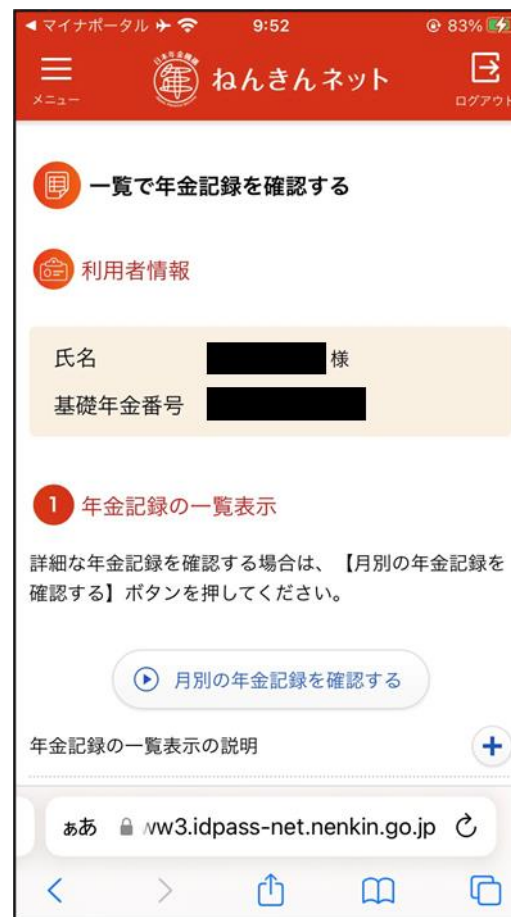 ◀ マイナポータル 9:52 83%
メニュー ねんきんネット ログアウト
一覧で年金記録を確認する
利用者情報
氏名 様
基礎年金番号
1 年金記録の一覧表示
詳細な年金記録を確認する場合は、【月別の年金記録を
確認する】ボタンを押してください。
月別の年金記録を確認する
年金記録の一覧表示の説明
ぁあ ww3.idpass-net.nenkin.go.jp